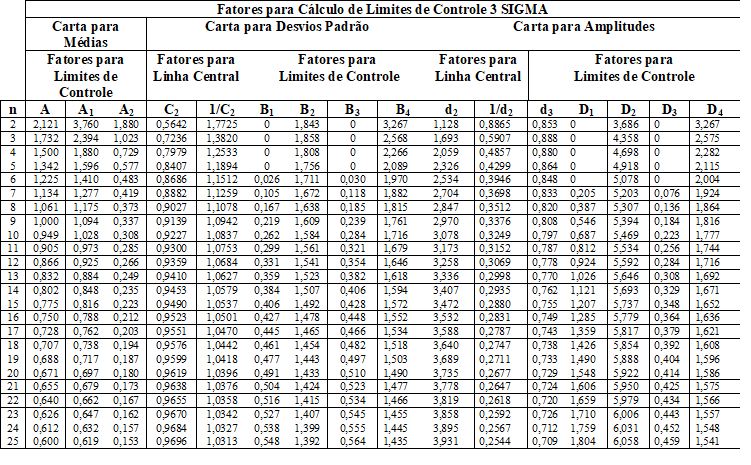 Fatores para Cálculo de Limites de Controle 3 SIGMA
Carta para Médias Carta para Desvios Padrão Carta para Amplitudes
Fatores para Limites de Controle Fatores para Linha Central Fatores para Limites de Controle Fatores para Linha Central Fatores para Limites de Controle
n A A1 A2 C2 1/C2 B1 B2 B3 B4 d2 1/d2 d3 D1 D2 D3 D4
2 2,121 3,760 1,880 0,5642 1,7725 0 1,843 0 3,267 1,128 0,8865 0,853 0 3,686 0 3,267
3 1,732 2,394 1,023 0,7236 1,3820 0 1,858 0 2,568 1,693 0,5907 0,888 0 4,358 0 2,575
4 1,500 1,880 0,729 0,7979 1,2533 0 1,808 0 2,266 2,059 0,4857 0,880 0 4,698 0 2,282
5 1,342 1,596 0,577 0,8407 1,1894 0 1,756 0 2,089 2,326 0,4299 0,864 0 4,918 0 2,115
6 1,225 1,410 0,483 0,8686 1,1512 0,026 1,711 0,030 1,970 2,534 0,3946 0,848 0 5,078 0 2,004
7 1,134 1,277 0,419 0,8882 1,1259 0,105 1,672 0,118 1,882 2,704 0,3698 0,833 0,205 5,203 0,076 1,924
8 1,061 1,175 0,373 0,9027 1,1078 0,167 1,638 0,185 1,815 2,847 0,3512 0,820 0,387 5,307 0,136 1,864
9 1,000 1,094 0,337 0,9139 1,0942 0,219 1,609 0,239 1,761 2,970 0,3376 0,808 0,546 5,394 0,184 1,816
10 0,949 1,028 0,308 0,9227 1,0837 0,262 1,584 0,284 1,716 3,078 0,3249 0,797 0,687 5,469 0,223 1,777
11 0,905 0,973 0,285 0,9300 1,0753 0,299 1,561 0,321 1,679 3,173 0,3152 0,787 0,812 5,534 0,256 1,744
12 0,866 0,925 0,266 0,9359 1,0684 0,331 1,541 0,354 1,646 3,258 0,3069 0,778 0,924 5,592 0,284 1,716
13 0,832 0,884 0,249 0,9410 1,0627 0,359 1,523 0,382 1,618 3,336 0,2998 0,770 1,026 5,646 0,308 1,692
14 0,802 0,848 0,235 0,9453 1,0579 0,384 1,507 0,406 1,594 3,407 0,2935 0,762 1,121 5,693 0,329 1,671
15 0,775 0,816 0,223 0,9490 1,0537 0,406 1,492 0,428 1,572 3,472 0,2880 0,755 1,207 5,737 0,348 1,652
16 0,750 0,788 0,212 0,9523 1,0501 0,427 1,478 0,448 1,552 3,532 0,2831 0,749 1,285 5,779 0,364 1,636
17 0,728 0,762 0,203 0,9551 1,0470 0,445 1,465 0,466 1,534 3,588 0,2787 0,743 1,359 5,817 0,379 1,621
18 0,707 0,738 0,194 0,9576 1,0442 0,461 1,454 0,482 1,518 3,640 0,2747 0,738 1,426 5,854 0,392 1,608
19 0,688 0,717 0,187 0,9599 1,0418 0,477 1,443 0,497 1,503 3,689 0,2711 0,733 1,490 5,888 0,404 1,596
20 0,671 0,697 0,180 0,9619 1,0396 0,491 1,433 0,510 1,490 3,735 0,2677 0,729 1,548 5,922 0,414 1,586
21 0,655 0,679 0,173 0,9638 1,0376 0,504 1,424 0,523 1,477 3,778 0,2647 0,724 1,606 5,950 0,425 1,575
22 0,640 0,662 0,167 0,9655 1,0358 0,516 1,415 0,534 1,466 3,819 0,2618 0,720 1,659 5,979 0,434 1,566
23 0,626 0,647 0,162 0,9670 1,0342 0,527 1,407 0,545 1,455 3,858 0,2592 0,726 1,710 6,006 0,443 1,557
24 0,612 0,632 0,157 0,9684 1,0327 0,538 1,399 0,555 1,445 3,895 0,2567 0,712 1,759 6,031 0,452 1,548
25 0,600 0,619 0,153 0,9696 1,0313 0,548 1,392 0,564 1,435 3,931 0,2544 0,709 1,804 6,058 0,459 1,541